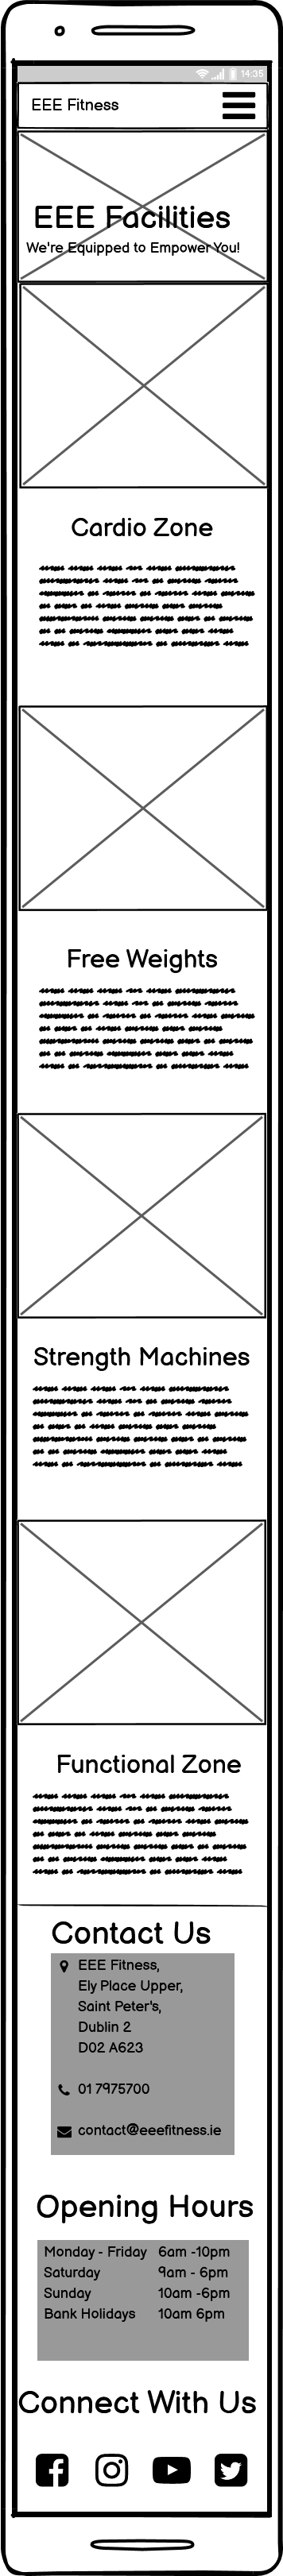 14:35
EEE Fitness
EEE Facilities
We're Equipped to Empower You!
Cardio Zone
Free Weights
Strength Machines
Functional Zone
Contact Us
EEE Fitness,
Ely Place Upper,
Saint Peter's,
Dublin 2
D02 A623
01 7975700
contact@eeefitness.ie
Opening Hours
Monday - Friday 6am -10pm
Saturday 9am - 6pm
Sunday 10am -6pm
Bank Holidays 10am 6pm
Connect With Us